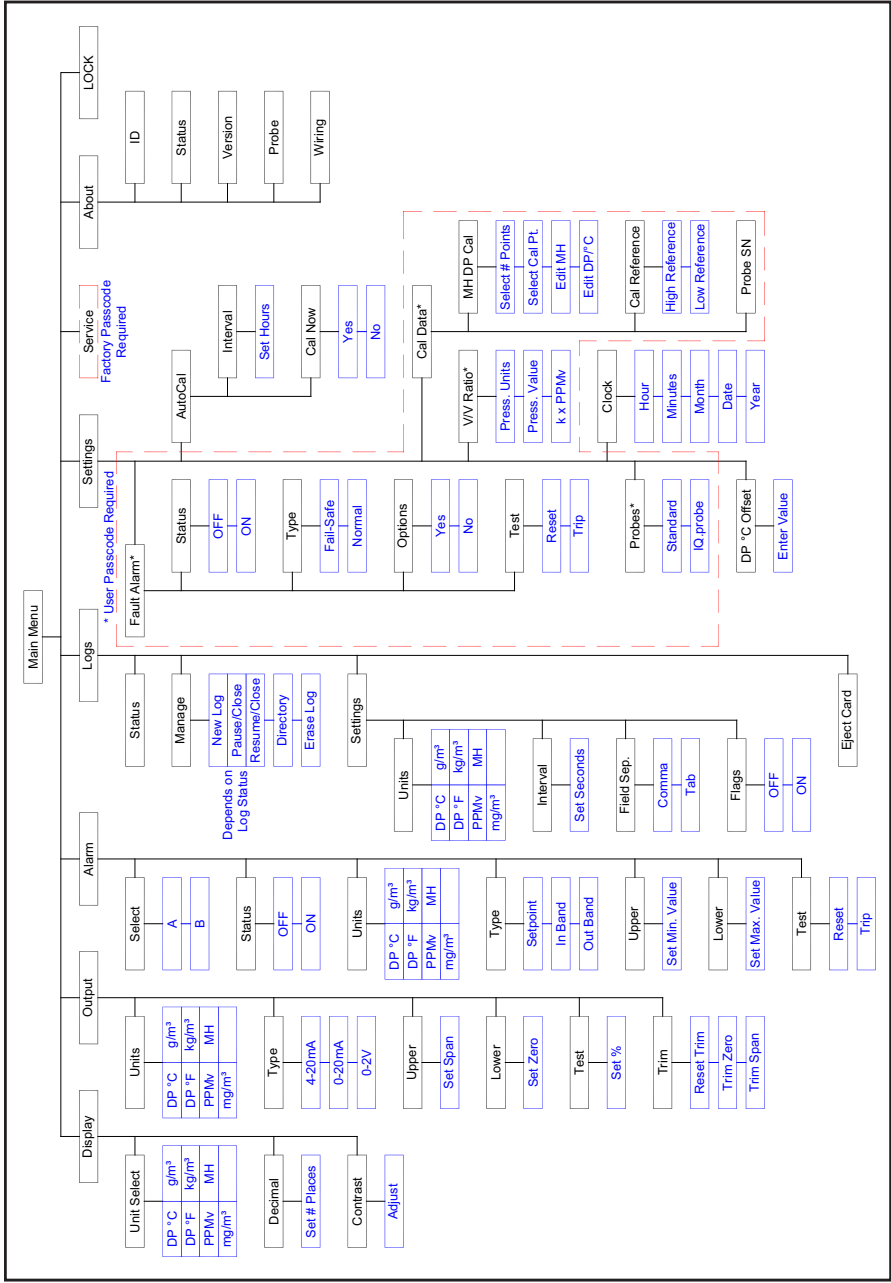 Main Menu
Display
Output
Alarm
Logs
Settings
Service
About
LOCK
Factory Passcode
Required
* User Passcode Required
Unit Select
DP °C g/m³
DP °F kg/m³
PPMv MH
mg/m³
Decimal
Set # Places
Contrast
Adjust
Units
DP °C g/m³
DP °F kg/m³
PPMv MH
mg/m³
Type
4-20mA
0-20mA
0-2V
Upper
Set Span
Lower
Set Zero
Test
Set %
Trim
Reset Trim
Trim Zero
Trim Span
Select
A
B
Status
OFF
ON
Units
DP °C g/m³
DP °F kg/m³
PPMv MH
mg/m³
Type
Setpoint
In Band
Out Band
Upper
Set Min. Value
Lower
Set Max. Value
Test
Reset
Trip
Status
Manage
Depends on
Log Status
New Log
Pause/Close
Resume/Close
Directory
Erase Log
Settings
Units
DP °C g/m³
DP °F kg/m³
PPMv MH
mg/m³
Interval
Set Seconds
Field Sep.
Comma
Tab
Flags
OFF
ON
Eject Card
Fault Alarm*
Status
OFF
ON
Type
Fail-Safe
Normal
Options
Yes
No
Test
Reset
Trip
AutoCal
Interval
Set Hours
Cal Now
Yes
No
Cal Data*
MH DP Cal
Select # Points
Select Cal Pt.
Edit MH
Edit DP/°C
Cal Reference
High Reference
Low Reference
Probe SN
V/V Ratio*
Press. Units
Press. Value
k x PPMv
Clock
Hour
Minutes
Month
Date
Year
Probes*
Standard
IQ.probe
DP °C Offset
Enter Value
ID
Status
Version
Probe
Wiring